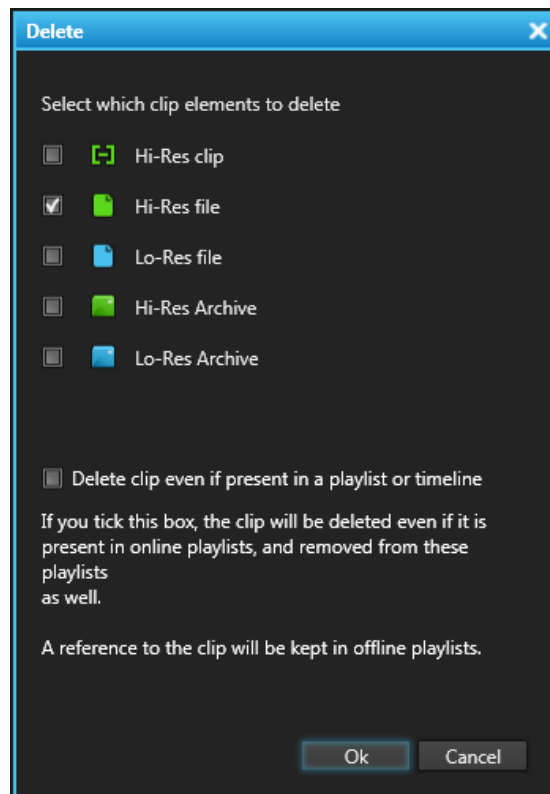 Delete
Select which clip elements to delete
Hi-Res clip
Hi-Res file
Lo-Res file
Hi-Res Archive
Lo-Res Archive
Delete clip even if present in a playlist or timeline
If you tick this box, the clip will be deleted even if it is
present in online playlists, and removed from these
playlists
as well.
A reference to the clip will be kept in offline playlists.
Ok Cancel